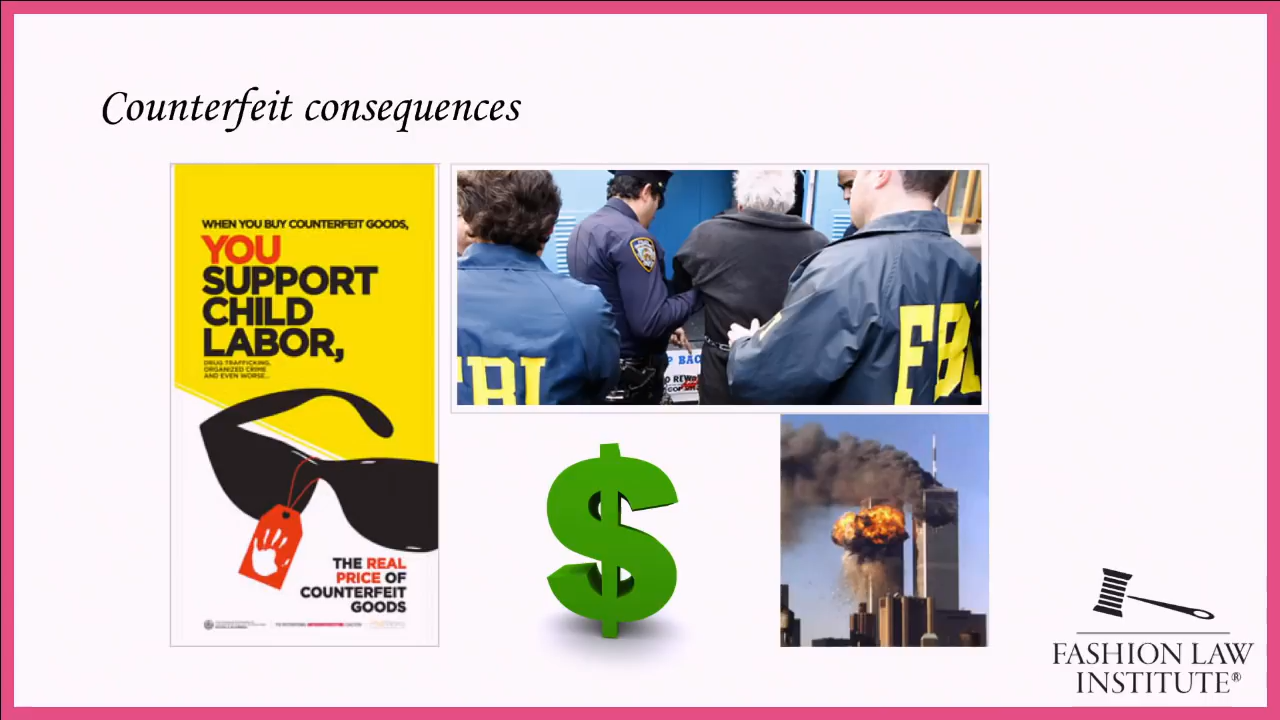 Counterfeit consequences
WHEN YOU BUY COUNTERFEIT GOODS,
YOU
SUPPORT
CHILD
LABOR,
DRUG TRAFFICKING,
ORGANIZED CRIME
AND EVEN WORSE...
THE REAL
PRICE OF
COUNTERFEIT
GOODS
FBI
FBI
FASHION LAW
INSTITUTE®